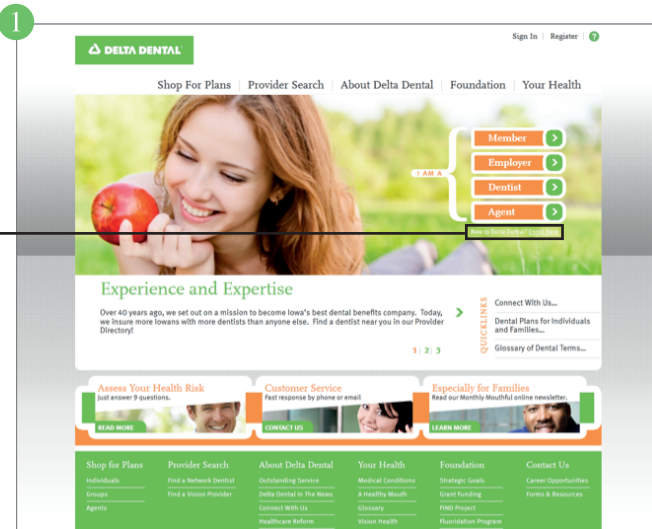 1
Sign In | Register | ?
DELTA DENTAL
Shop For Plans | Provider Search | About Delta Dental | Foundation | Your Health
I AM A
Member
Employer
Dentist
Agent
New to Delta Dental? Enroll Here
Experience and Expertise
Over 40 years ago, we set out on a mission to become Iowa's best dental benefits company. Today,
we insure more Iowans with more dentists than anyone else. Find a dentist near you in our Provider
Directory!
1 | 2 | 3
QUICKLINKS
Connect With Us...
Dental Plans for Individuals
and Families...
Glossary of Dental Terms...
Assess Your Health Risk
Just answer 9 questions.
READ MORE
Customer Service
Fast response by phone or email
CONTACT US
Especially for Families
Read our Monthly Mouthful online newsletter.
LEARN MORE
Shop for Plans
Individuals
Groups
Agents
Provider Search
Find a Network Dentist
Find a Vision Provider
About Delta Dental
Outstanding Service
Delta Dental In The News
Connect With Us
Healthcare Reform
Your Health
Medical Conditions
A Healthy Mouth
Glossary
Vision Health
Foundation
Strategic Goals
Grant Funding
FIND Project
Fluoridation Program
Contact Us
Career Opportunities
Forms & Resources